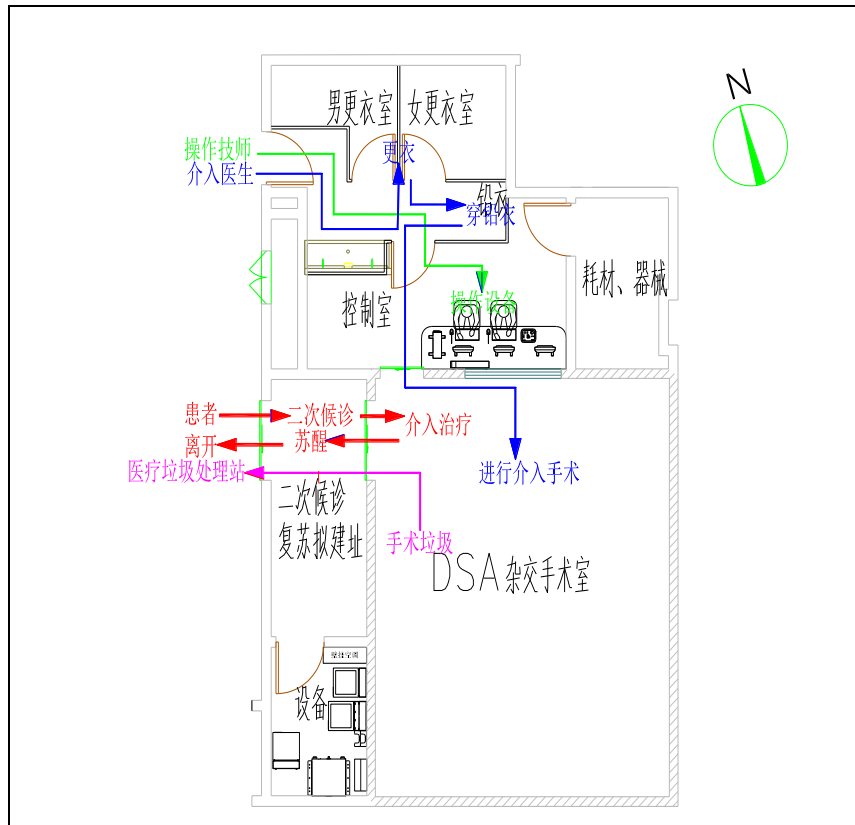 N
男更衣室
女更衣室
操作技师
更衣
介入医生
铅衣
穿铅衣
耗材、器械
控制室
操作设备
患者
二次候诊
介入治疗
离开
苏醒
医疗垃圾处理站
进行介入手术
二次候诊
复苏拟建址
手术垃圾
DSA杂交手术室
设备